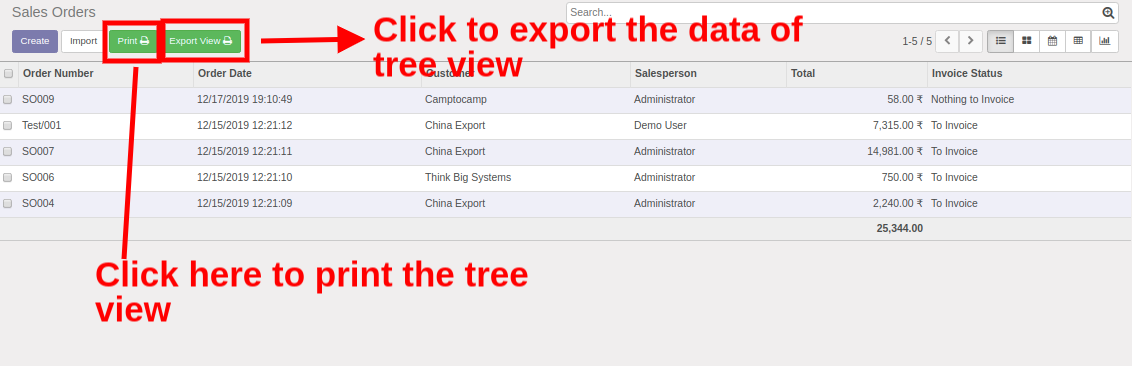 Sales Orders
Search...
Create Import Print Export View
Click to export the data of
tree view
1-5 / 5
Order Number Order Date Customer Salesperson Total Invoice Status
SO009 12/17/2019 19:10:49 Camptocamp Administrator 58.00 ₹ Nothing to Invoice
Test/001 12/15/2019 12:21:12 China Export Demo User 7,315.00 ₹ To Invoice
SO007 12/15/2019 12:21:11 China Export Administrator 14,981.00 ₹ To Invoice
SO006 12/15/2019 12:21:10 Think Big Systems Administrator 750.00 ₹ To Invoice
SO004 12/15/2019 12:21:09 China Export Administrator 2,240.00 ₹ To Invoice
25,344.00
Click here to print the tree
view